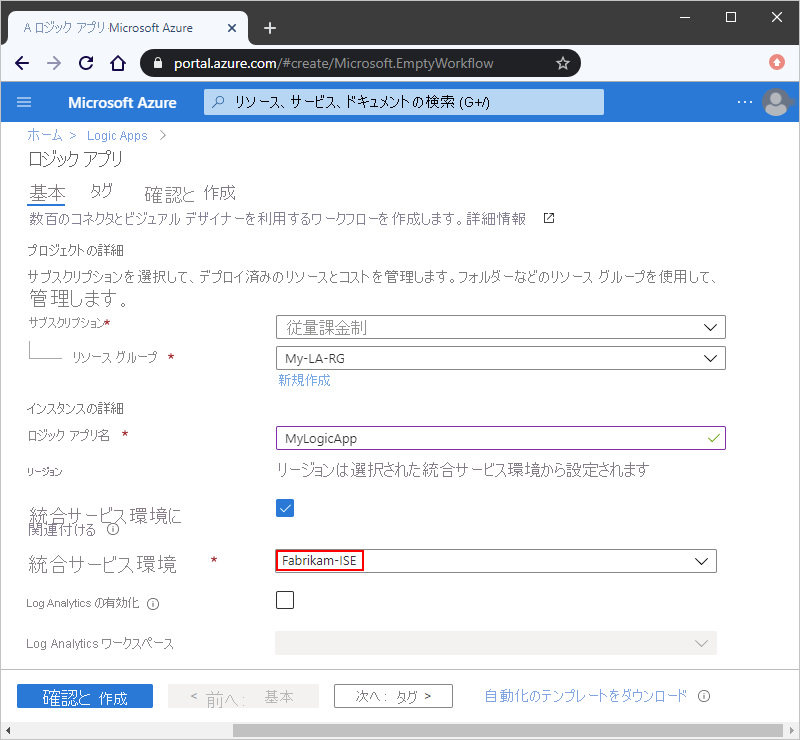 A ロジック アプリ Microsoft Azure
portal.azure.com/#create/Microsoft.EmptyWorkflow
Microsoft Azure
リソース、サービス、ドキュメントの検索 (G+/)
ホーム > Logic Apps >
ロジック アプリ
基本 タグ 確認と 作成
数百のコネクタとビジュアル デザイナーを利用するワークフローを作成します。詳細情報
プロジェクトの詳細
サブスクリプションを選択して、デプロイ済みのリソースとコストを管理します。フォルダーなどのリソース グループを使用して、
管理します。
サブスクリプション* 従量課金制
リソース グループ * My-LA-RG
新規作成
インスタンスの詳細
ロジック アプリ名 * MyLogicApp
リージョン リージョンは選択された統合サービス環境から設定されます
統合サービス環境に
関連付ける
統合サービス環境 * Fabrikam-ISE
Log Analytics の有効化
Log Analytics ワークスペース
確認と 作成 < 前へ: 基本 次へ: タグ > 自動化のテンプレートをダウンロード